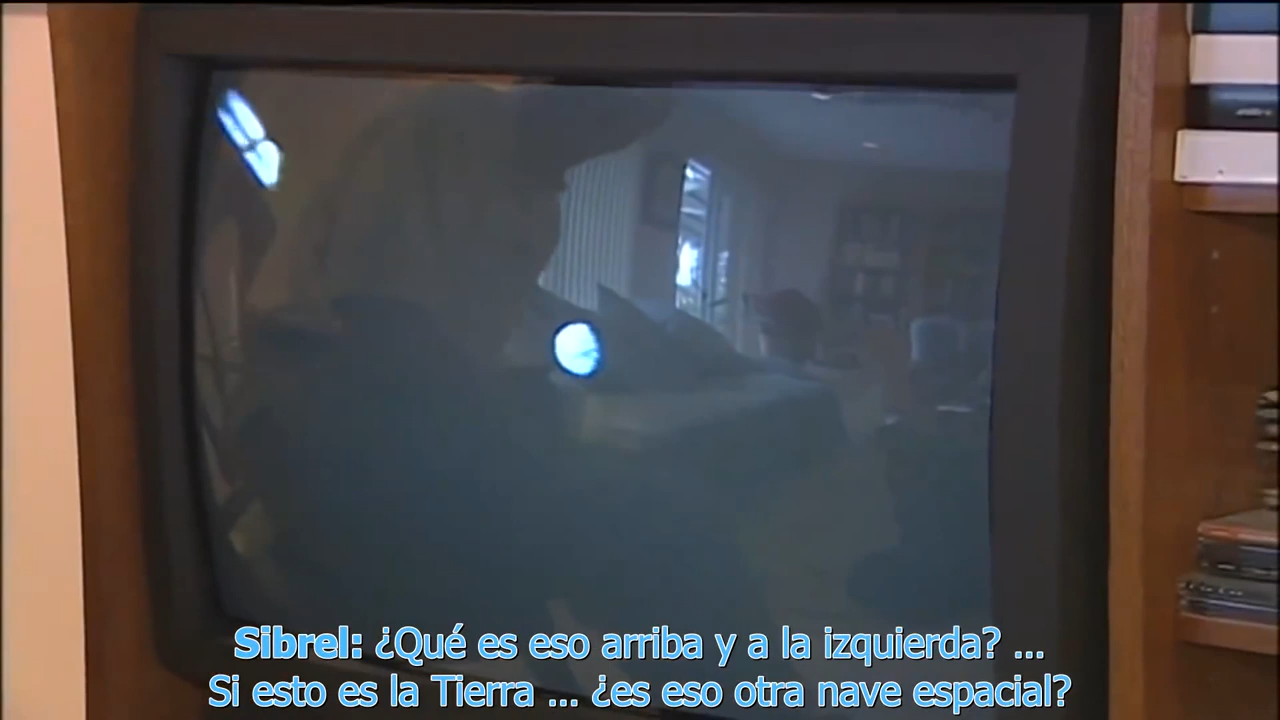 Sibrel: ¿Qué es eso arriba y a la izquierda? ...
Si esto es la Tierra ... ¿es eso otra nave espacial?